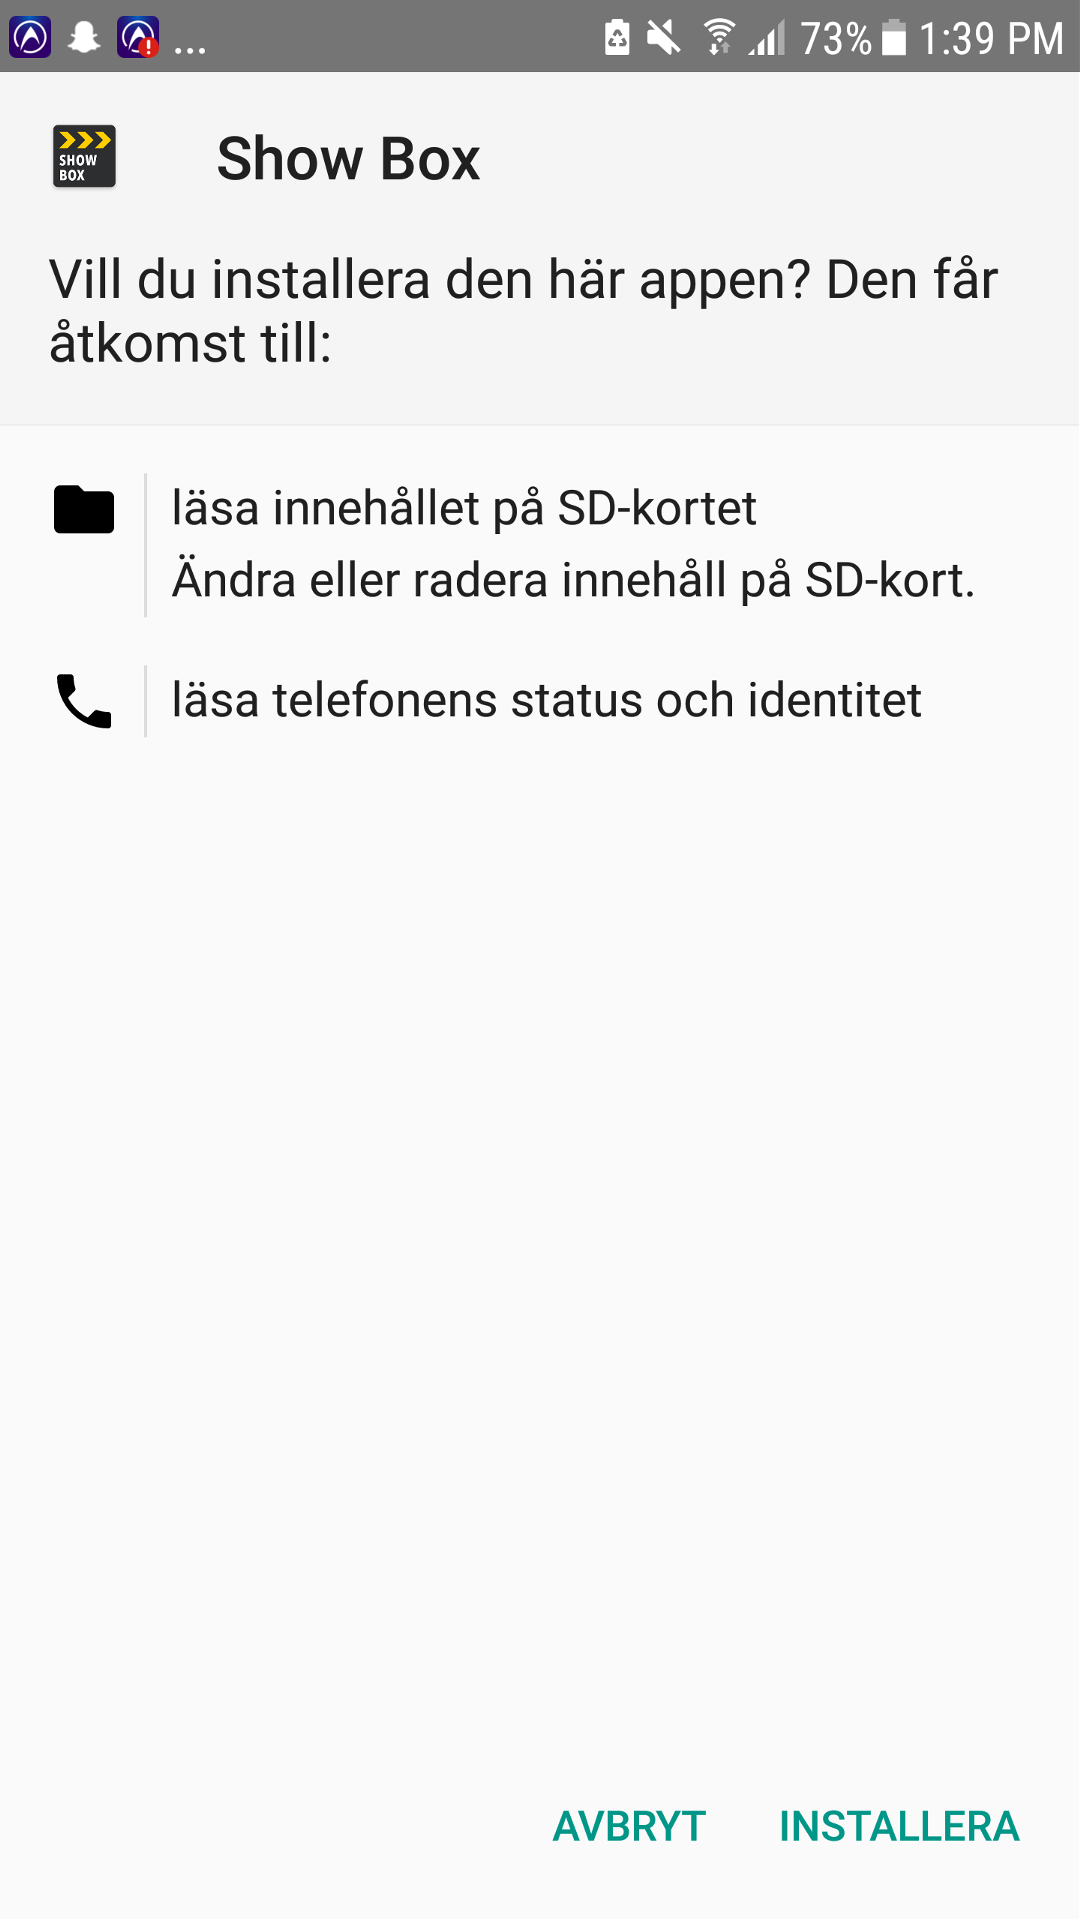 ... 73% 1:39 PM
SHOW
BOX
Show Box
Vill du installera den här appen? Den får
åtkomst till:
läsa innehållet på SD-kortet
Ändra eller radera innehåll på SD-kort.
läsa telefonens status och identitet
AVBRYT INSTALLERA